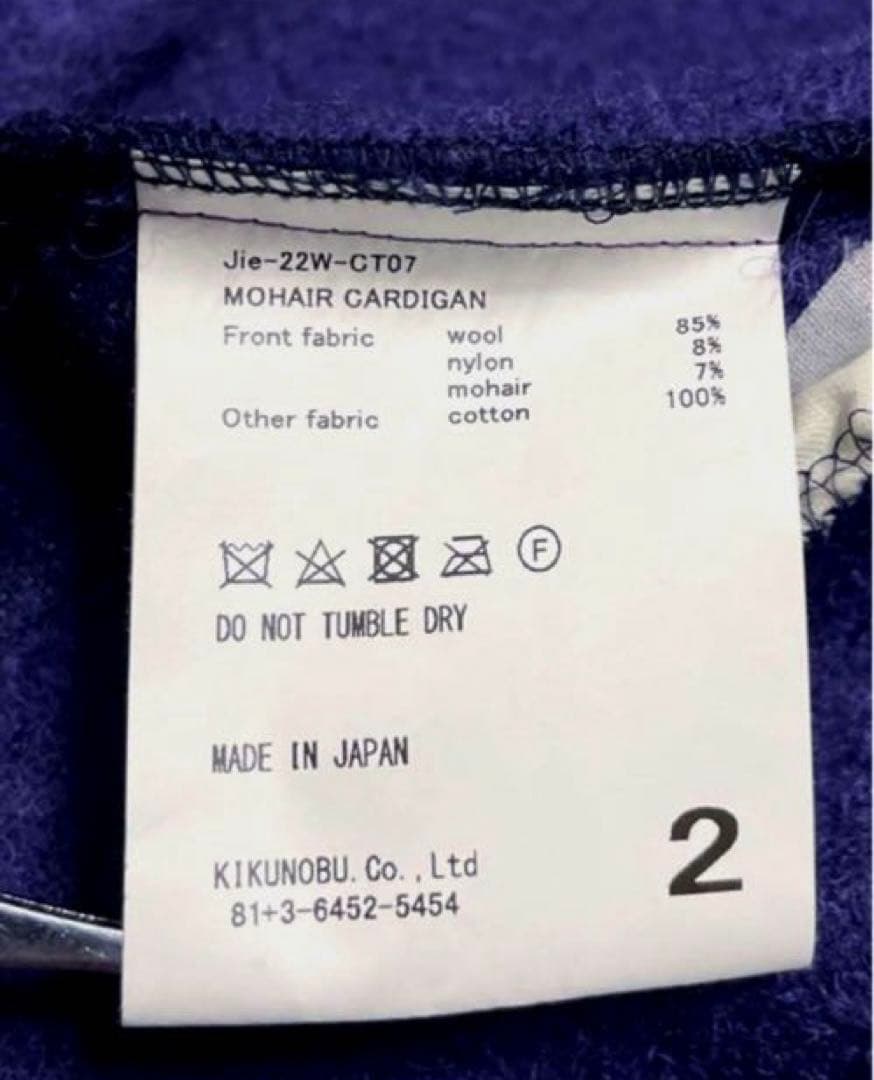 Jie-22W-CT07
MOHAIR CARDIGAN
Front fabric wool 85%
nylon 8%
mohair 7%
Other fabric cotton 100%
F
DO NOT TUMBLE DRY
MADE IN JAPAN
KIKUNOBU.Co.,Ltd
81+3-6452-5454
2